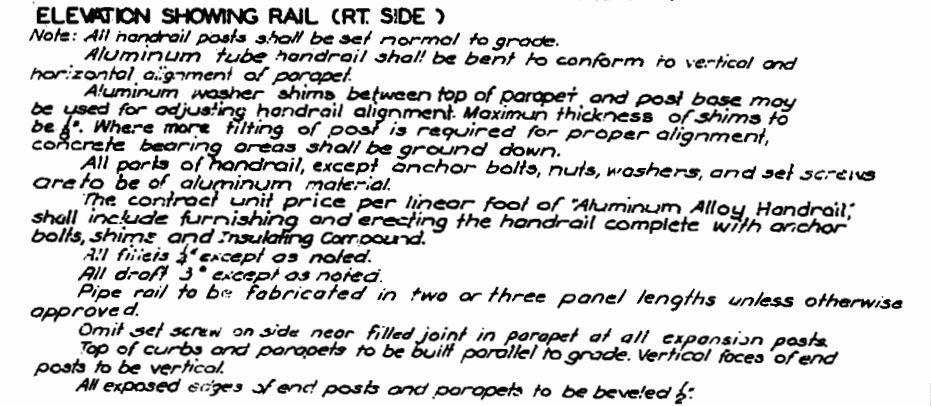 ELEVATION SHOWING RAIL (RT. SIDE )
Note: All handrail posts shall be set normal to grade.
Aluminum tube handrail shall be bent to conform to vertical and
horizontal alignment of parapet.
Aluminum washer shims between top of parapet and post base may
be used for adjusting handrail alignment. Maximun thickness of shims to
be 1/8". Where more tilting of post is required for proper alignment,
concrete bearing areas shall be ground down.
All parts of handrail, except anchor bolts, nuts, washers, and set screws
are to be of aluminum material.
The contract unit price per linear foot of "Aluminum Alloy Handrail,"
shall include furnishing and erecting the handrail complete with anchor
bolts, shims and Insulating Compound.
All fillets " except as noted.
All draft 3° except as noted.
Pipe rail to be fabricated in two or three panel lengths unless otherwise
approved.
Omit set screw on side near filled joint in parapet at all expansion posts.
Top of curbs and parapets to be built parallel to grade. Vertical faces of end
posts to be vertical.
All exposed edges of end posts and parapets to be beveled 1/2".